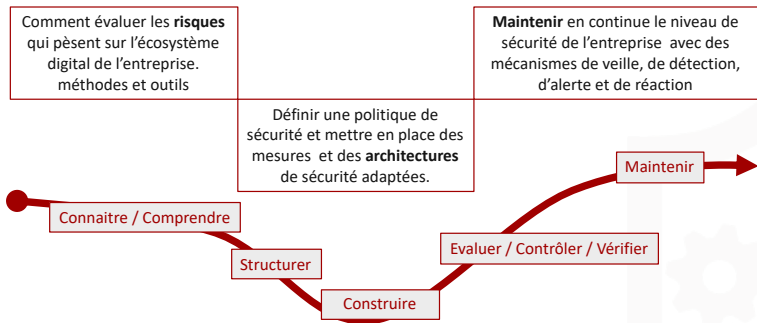 Comment évaluer les risques
qui pèsent sur l'écosystème
digital de l'entreprise.
méthodes et outils
Maintenir en continue le niveau de
sécurité de l'entreprise avec des
mécanismes de veille, de détection,
d'alerte et de réaction
Définir une politique de
sécurité et mettre en place des
mesures et des architectures
de sécurité adaptées.
Maintenir
Connaitre / Comprendre
Evaluer / Contrôler / Vérifier
Structurer
Construire